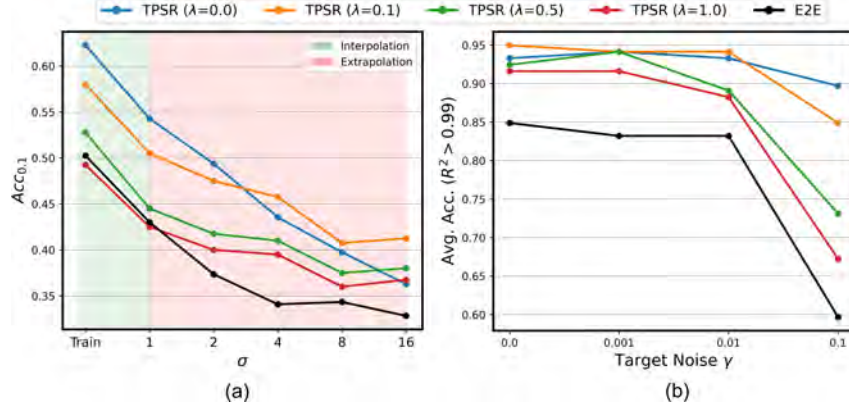 TPSR (λ=0.0) TPSR (λ=0.1) TPSR (λ=0.5) TPSR (λ=1.0) E2E
Interpolation
Extrapolation
0.60
0.55
0.50
0.45
0.40
0.35
Acc₀.₁
Train 1 2 4 8 16
σ
(a)
0.95
0.90
0.85
0.80
0.75
0.70
0.65
0.60
Avg. Acc. (R² > 0.99)
0.0 0.001 0.01 0.1
Target Noise γ
(b)